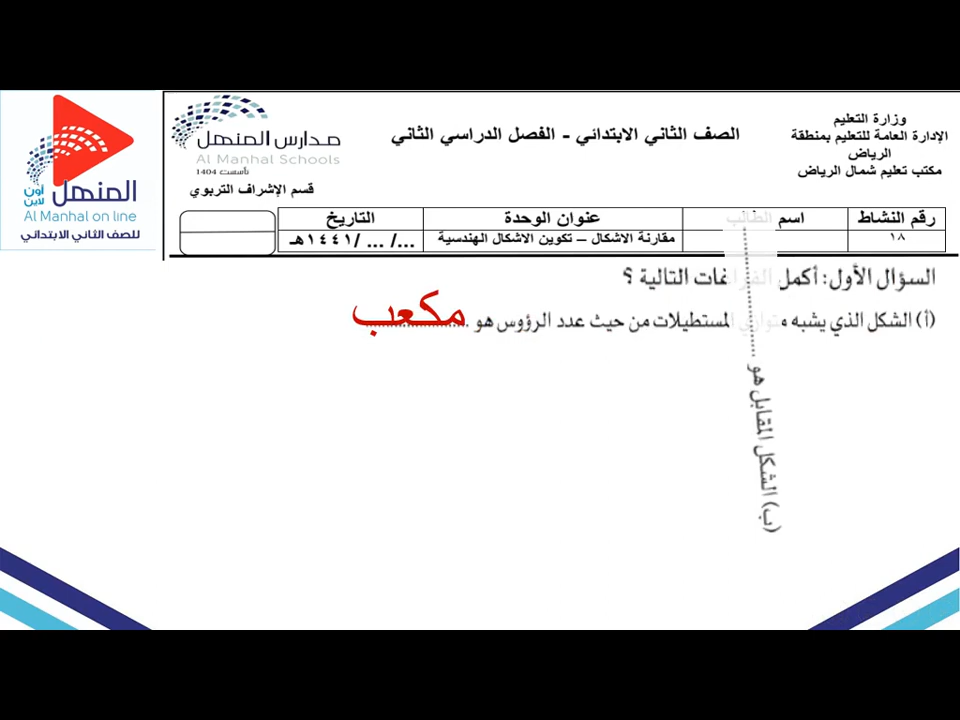 وزارة التعليم
الإدارة العامة للتعليم بمنطقة
الرياض
مكتب تعليم شمال الرياض
الصف الثاني الابتدائي - الفصل الدراسي الثاني
مدارس المنهل
Al Manhal Schools
تأسست 1404
قسم الإشراف التربوي
المنهل أون لاين
Al Manhal on line
للصف الثاني الابتدائي
رقم النشاط اسم الطالب عنوان الوحدة التاريخ
١٨ مقارنة الاشكال – تكوين الاشكال الهندسية .../ ... /١٤٤١هـ
السؤال الأول: أكمل الفراغات التالية ؟
(أ) الشكل الذي يشبه متوازي المستطيلات من حيث عدد الرؤوس هو .................... مكعب
(ب) الشكل المقابل هو ....................